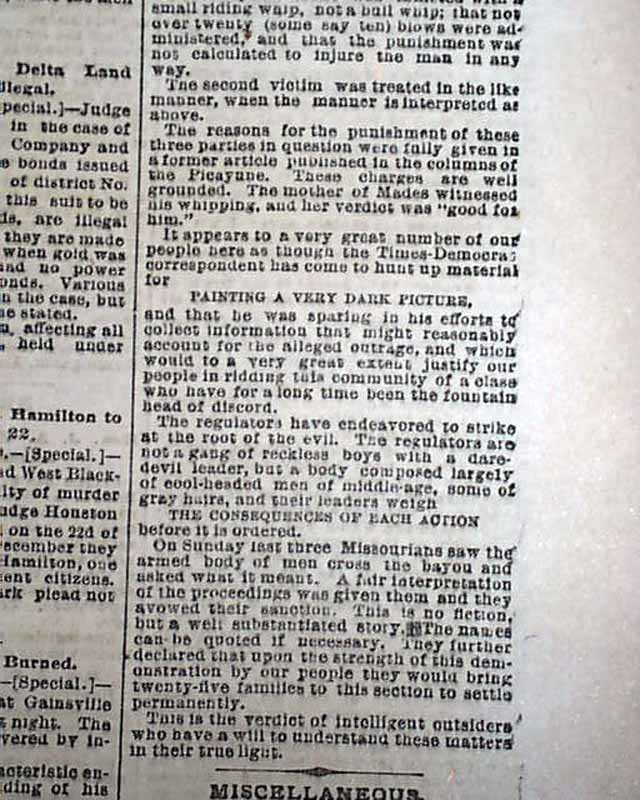 Delta Land
illegal.
pecial.]—Judge
in the case of
Company and
e bonds issued
of district No.
this suit to be
ds, are illegal
they are made
when gold was
and no power
onds. Various
n the case, but
be stated.
n, affecting all
, held under
Hamilton to
22.
.—[Special.]—
d West Black-
lty of murder
udge Houston
on the 22d of
ecember they
Hamilton, one
ent citizens.
ark plead not
Burned.
—[Special.]—
at Gainsville
t night. The
vered by in-
acteristic en-
ding of his
small riding whip, not a bull whip; that not
over twenty (some say ten) blows were ad-
ministered, and that the punishment was
not calculated to injure the man in any
way.
The second victim was treated in the like
manner, when the manner is interpreted as
above.
The reasons for the punishment of these
three parties in question were fully given in
a former article published in the columns of
the Picayune. These charges are well
grounded. The mother of Mades witnessed
his whipping, and her verdict was "good for
him."
It appears to a very great number of our
people here as though the Times-Democrat
correspondent has come to hunt up material
for
PAINTING A VERY DARK PICTURE,
and that he was sparing in his efforts to
collect information that might reasonably
account for the alleged outrage, and which
would to a very great extent justify our
people in ridding this community of a class
who have for a long time been the fountain
head of discord.
The regulators have endeavored to strike
at the root of the evil. The regulators are
not a gang of reckless boys with a dare-
devil leader, but a body composed largely
of cool-headed men of middle-age, some of
gray hairs, and their leaders weigh
THE CONSEQUENCES OF EACH ACTION
before it is ordered.
On Sunday last three Missourians saw the
armed body of men cross the bayou and
asked what it meant. A fair interpretation
of the proceedings was given them and they
avowed their sanction. This is no fiction,
but a well substantiated story. The names
can be quoted if necessary. They further
declared that upon the strength of this dem-
onstration by our people they would bring
twenty-five families to this section to settle
permanently.
This is the verdict of intelligent outsiders
who have a will to understand these matters
in their true light.
MISCELLANEOUS.